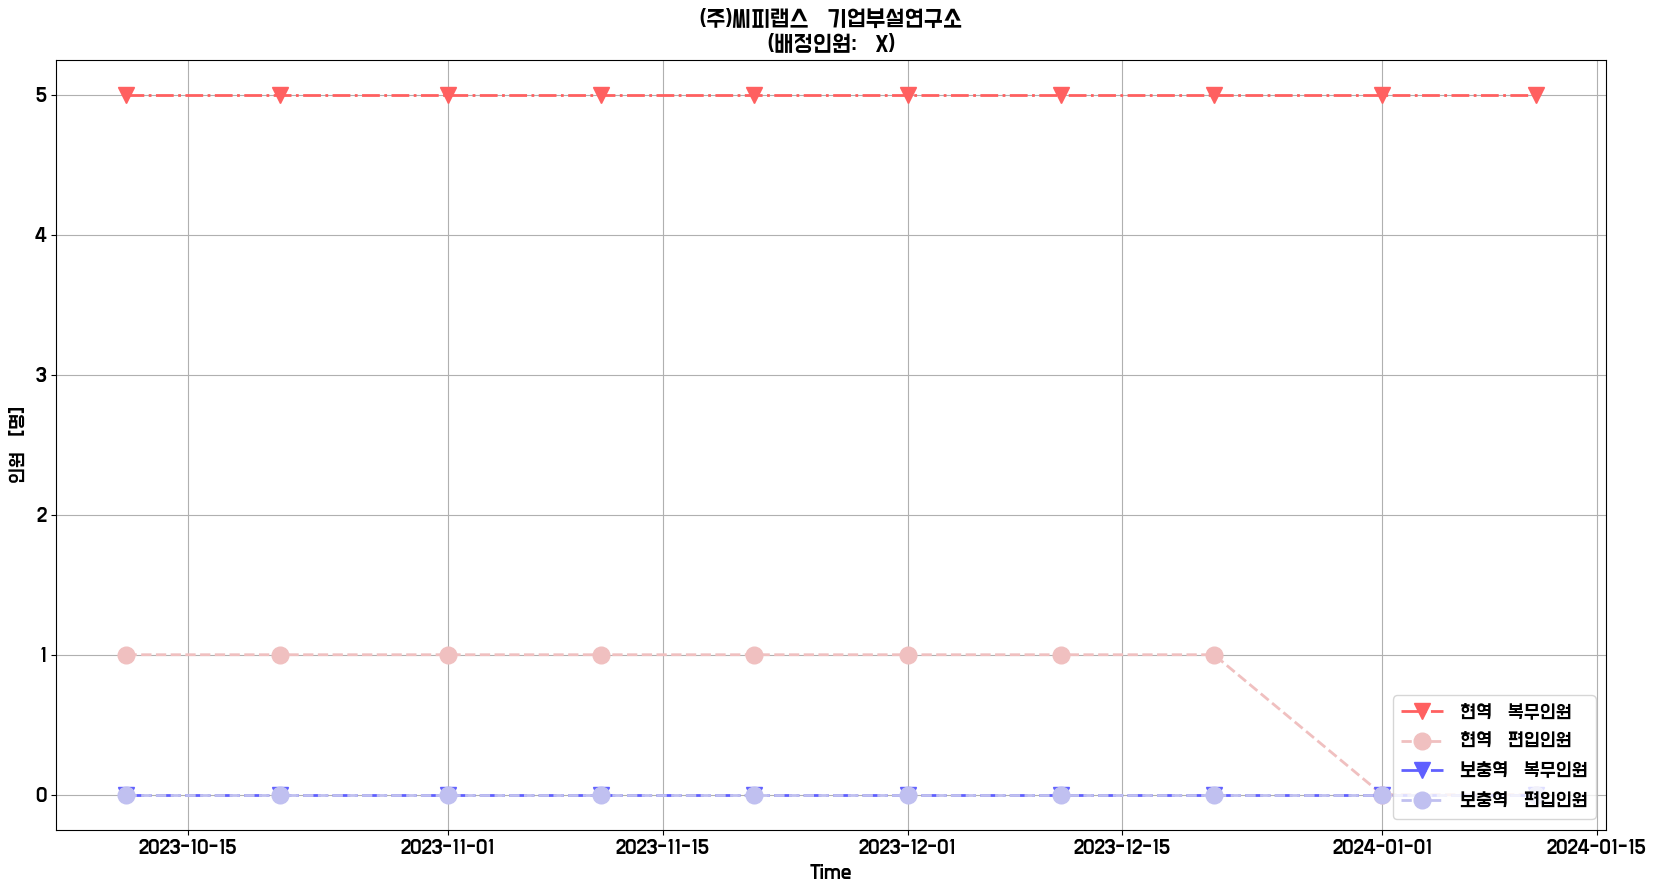 (주)씨피랩스 기업부설연구소
(배정인원: X)
인원 [명]
5
4
3
2
1
0
현역 복무인원
현역 편입인원
보충역 복무인원
보충역 편입인원
2023-10-15 2023-11-01 2023-11-15 2023-12-01 2023-12-15 2024-01-01 2024-01-15
Time